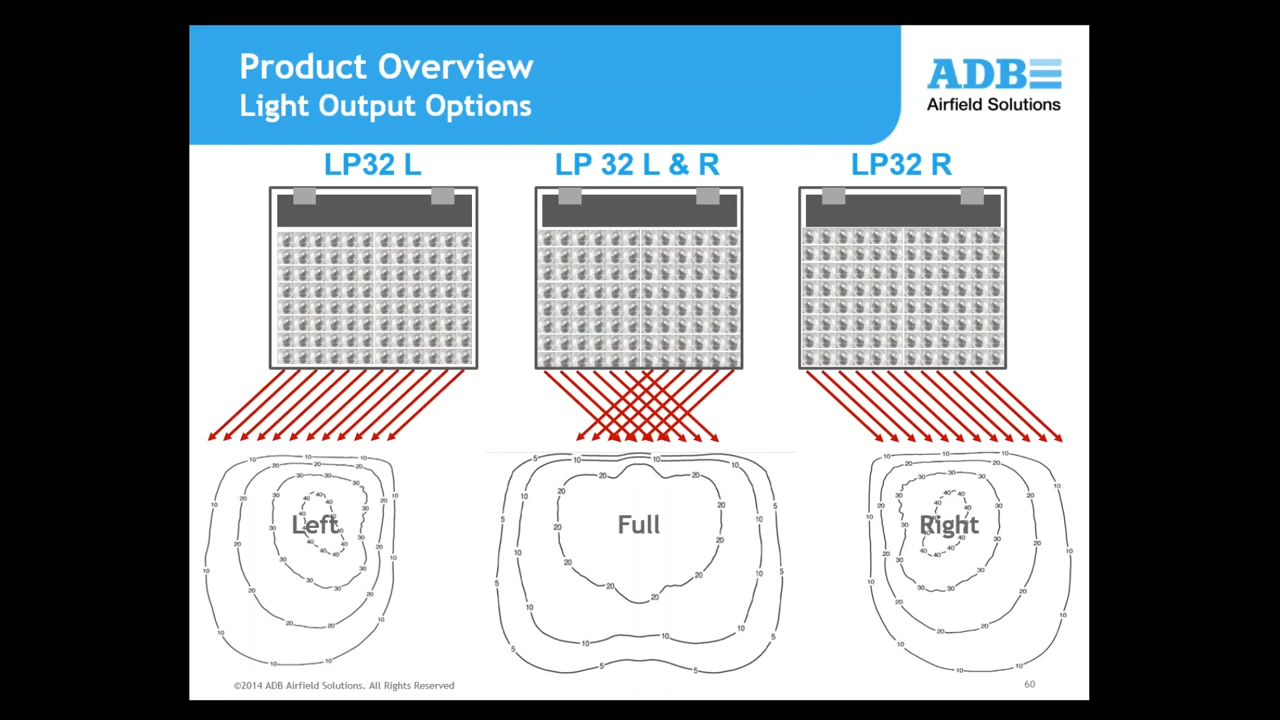 Product Overview
Light Output Options
ADB
Airfield Solutions
LP32 L
LP 32 L & R
LP32 R
Left
Full
Right
©2014 ADB Airfield Solutions. All Rights Reserved
60